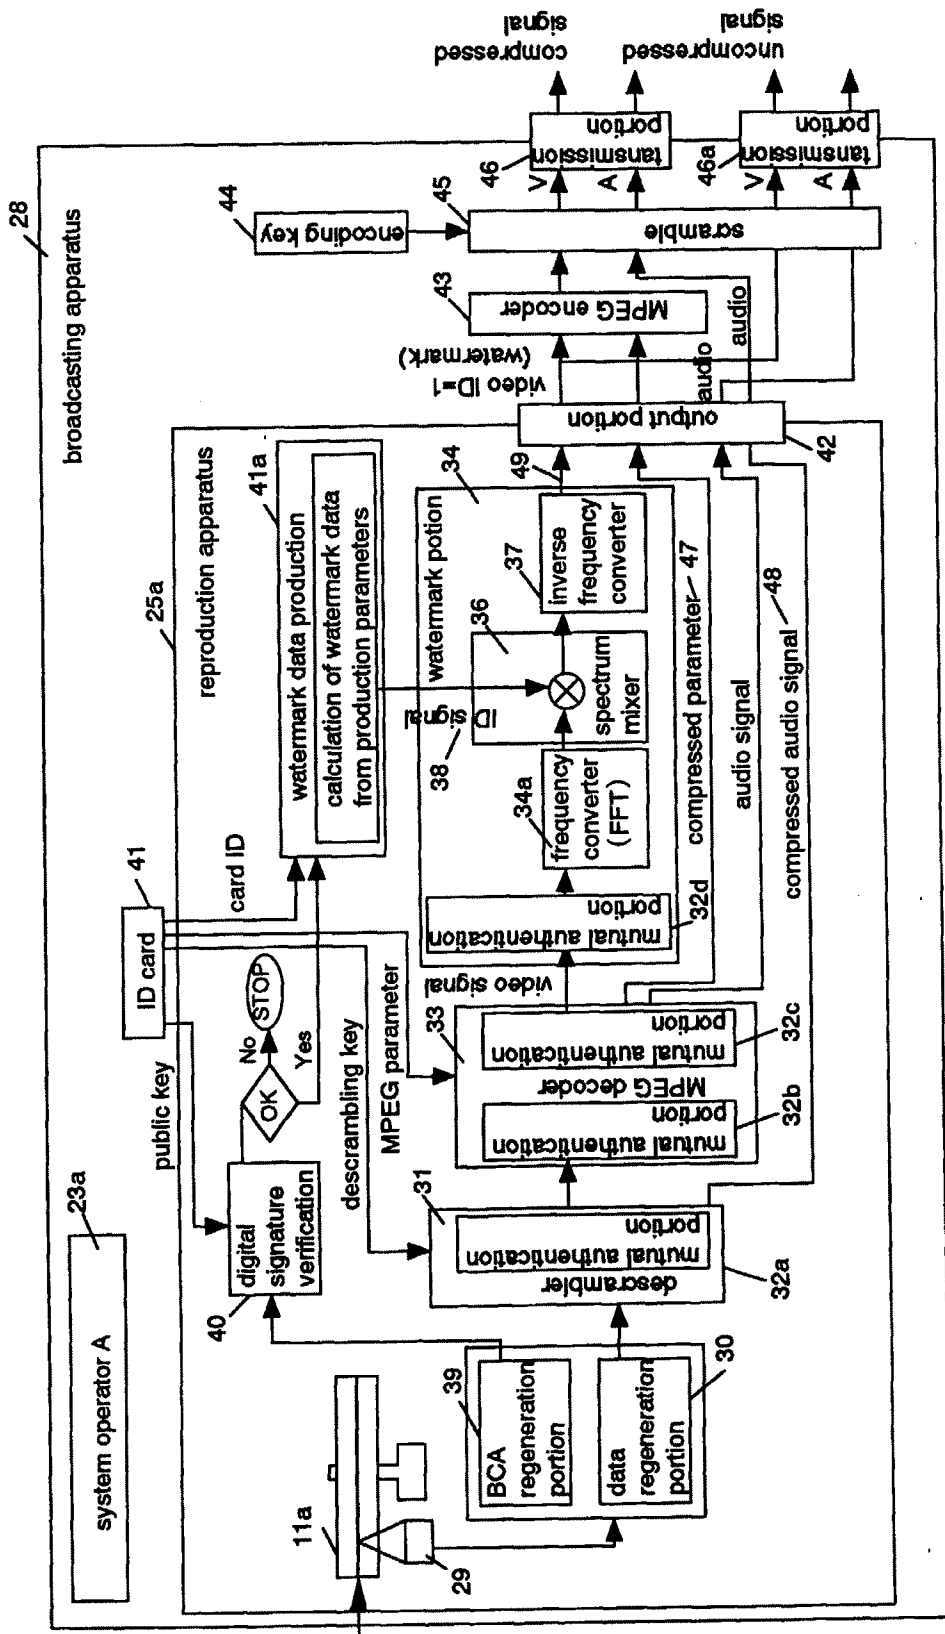 28
broadcasting apparatus
system operator A
23a
25a
reproduction apparatus
11a
29
BCA
regeneration
portion
39
data
regeneration
portion
30
digital
signature
verification
40
public key
OK
No
STOP
Yes
ID card
41
card ID
descrambling key
MPEG parameter
watermark data production
calculation of watermark data
from production parameters
41a
descrambler
mutual authentication
portion
31
32a
mutual authentication
portion
32b
MPEG decoder
mutual authentication
portion
32c
33
video signal
watermark potion
34
mutual authentication
portion
32d
frequency
converter
(FFT)
34a
ID signal
38
spectrum
mixer
36
inverse
frequency
converter
37
49
compressed parameter
47
audio signal
48
compressed audio signal
output portion
42
video ID=1
(watermark)
audio
audio
MPEG encoder
43
encoding key
44
scramble
45
V
A
tansmission
portion
46
V
A
tansmission
portion
46a
compressed
signal
uncompressed
signal